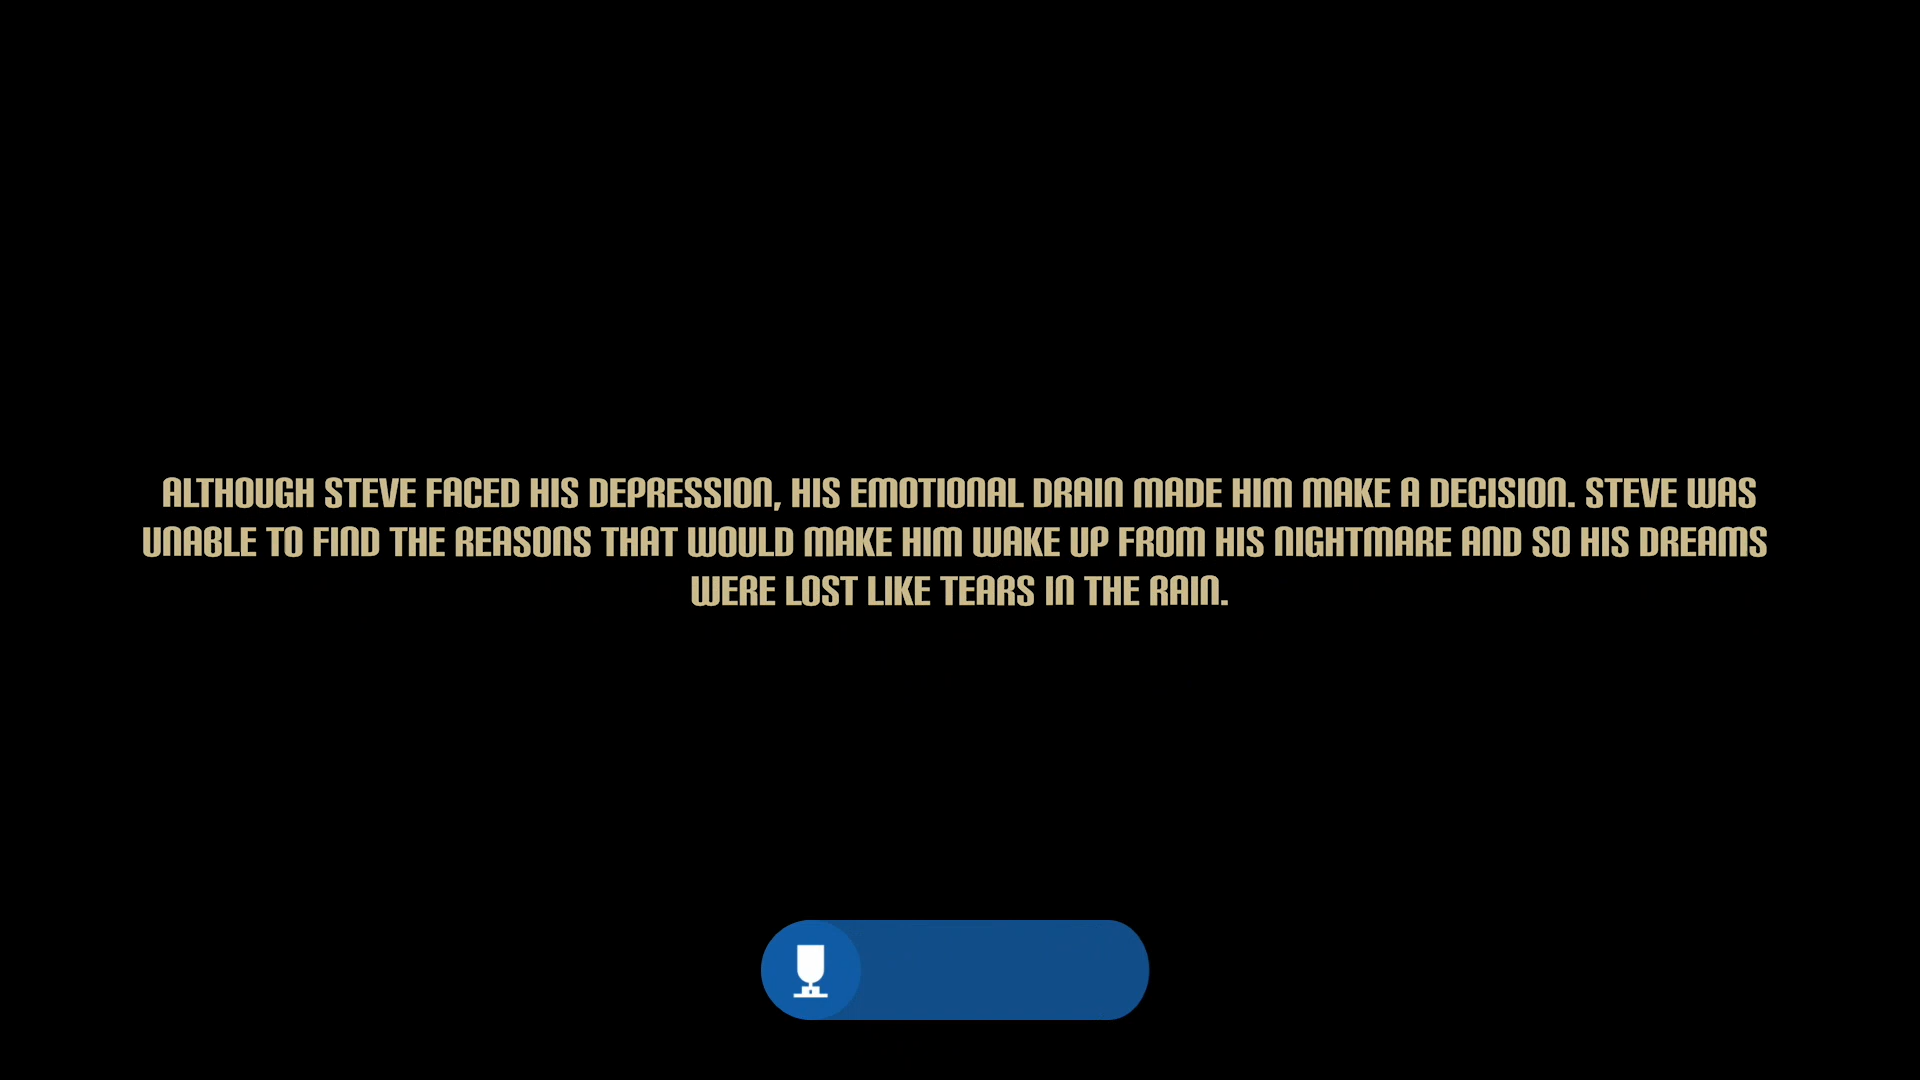 ALTHOUGH STEVE FACED HIS DEPRESSION, HIS EMOTIONAL DRAIN MADE HIM MAKE A DECISION. STEVE WAS
UNABLE TO FIND THE REASONS THAT WOULD MAKE HIM WAKE UP FROM HIS NIGHTMARE AND SO HIS DREAMS
WERE LOST LIKE TEARS IN THE RAIN.